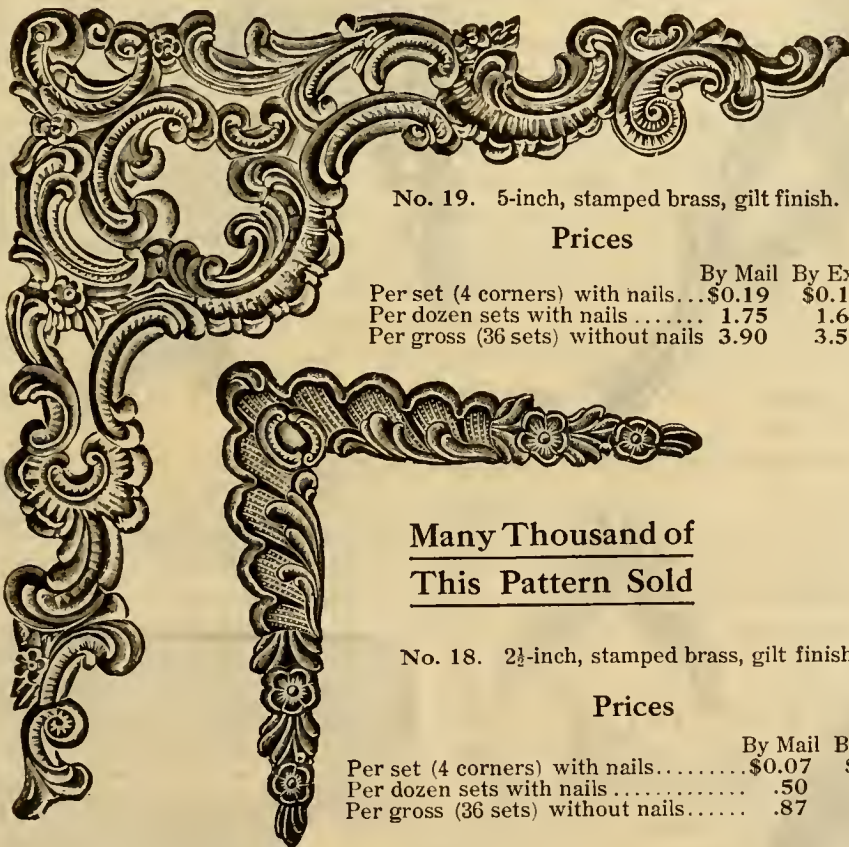 No. 19. 5-inch, stamped brass, gilt finish.
Prices
By Mail By
Per set (4 corners) with nails...$0.19
Per dozen sets with nails ....... 1.75
Per gross (36 sets) without nails 3.90
Many Thousand of
This Pattern Sold
No. 18. 2½-inch, stamped brass, gilt finish
Prices
By Mail
Per set (4 corners) with nails.........$0.07
Per dozen sets with nails ............. .50
Per gross (36 sets) without nails...... .87